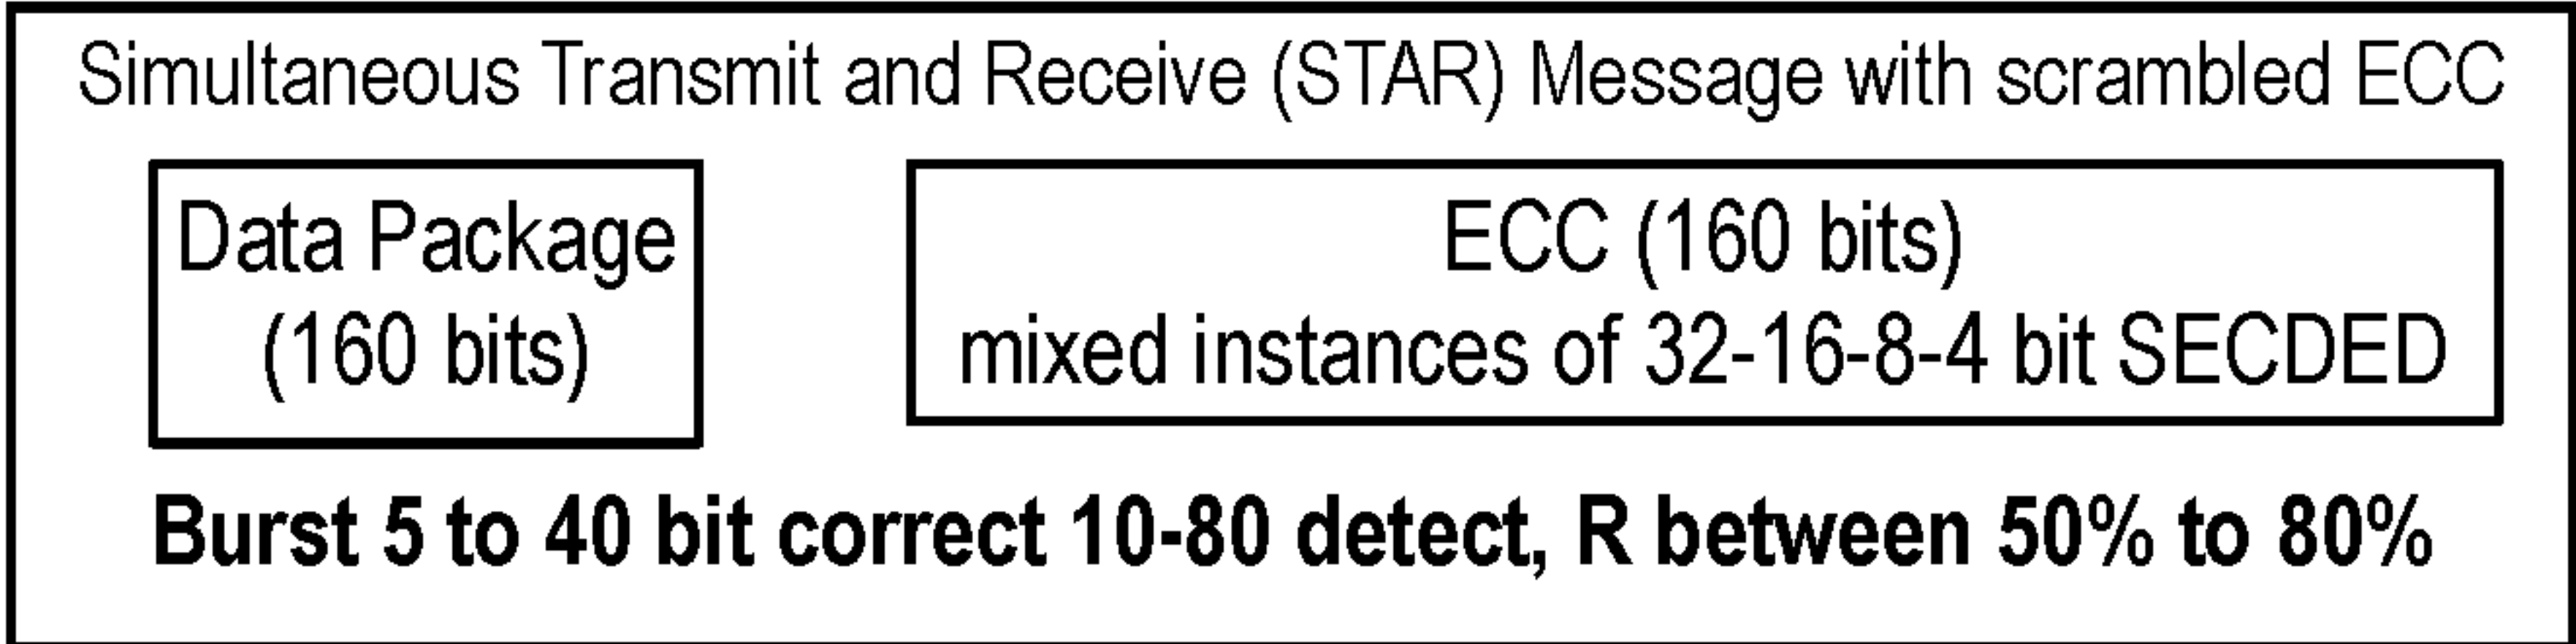 Simultaneous Transmit and Receive (STAR) Message with scrambled ECC
Data Package
(160 bits)
ECC (160 bits)
mixed instances of 32-16-8-4 bit SECDED
Burst 5 to 40 bit correct 10-80 detect, R between 50% to 80%